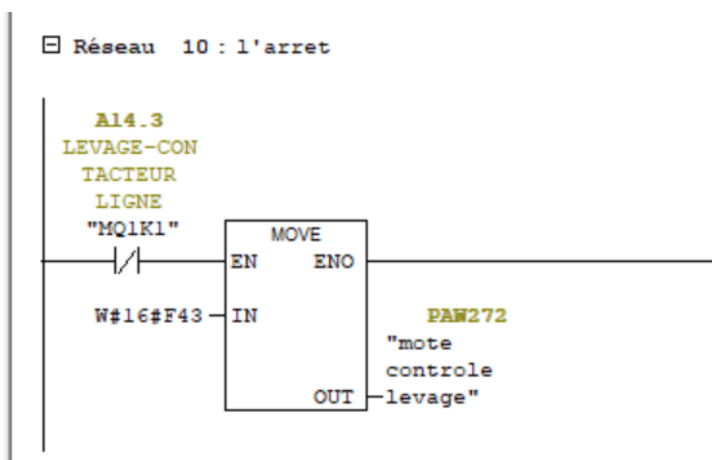 Réseau 10 : l'arret
A14.3
LEVAGE-CON
TACTEUR
LIGNE
"MQ1K1"
MOVE
EN ENO
W#16#F43 IN
PAW272
"mote
controle
OUT levage"